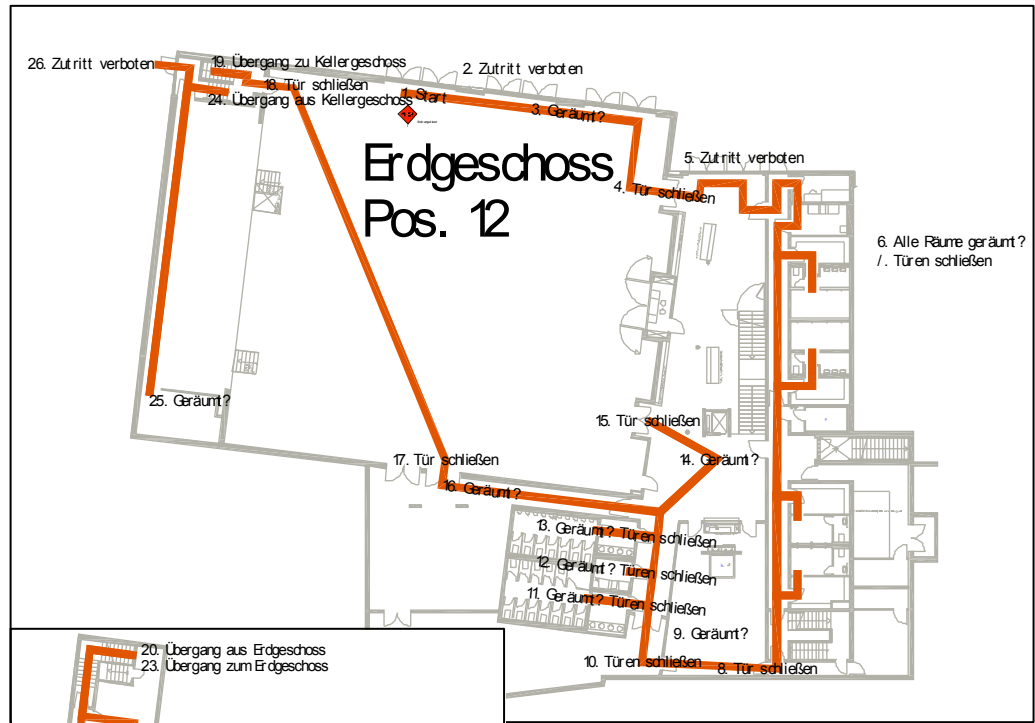 26. Zutritt verboten
19. Übergang zu Kellergeschoss
18. Tür schließen
24. Übergang aus Kellergeschoss
2. Zutritt verboten
1. Start
3. Geräumt?
Erdgeschoss
Pos. 12
4. Tür schließen
5. Zutritt verboten
6. Alle Räume geräumt?
/. Türen schließen
25. Geräumt?
15. Tür schließen
14. Geräumt?
17. Tür schließen
16. Geräumt?
13. Geräumt? Türen schließen
12. Geräumt? Türen schließen
11. Geräumt? Türen schließen
9. Geräumt?
10. Türen schließen
8. Tür schließen
20. Übergang aus Erdgeschoss
23. Übergang zum Erdgeschoss